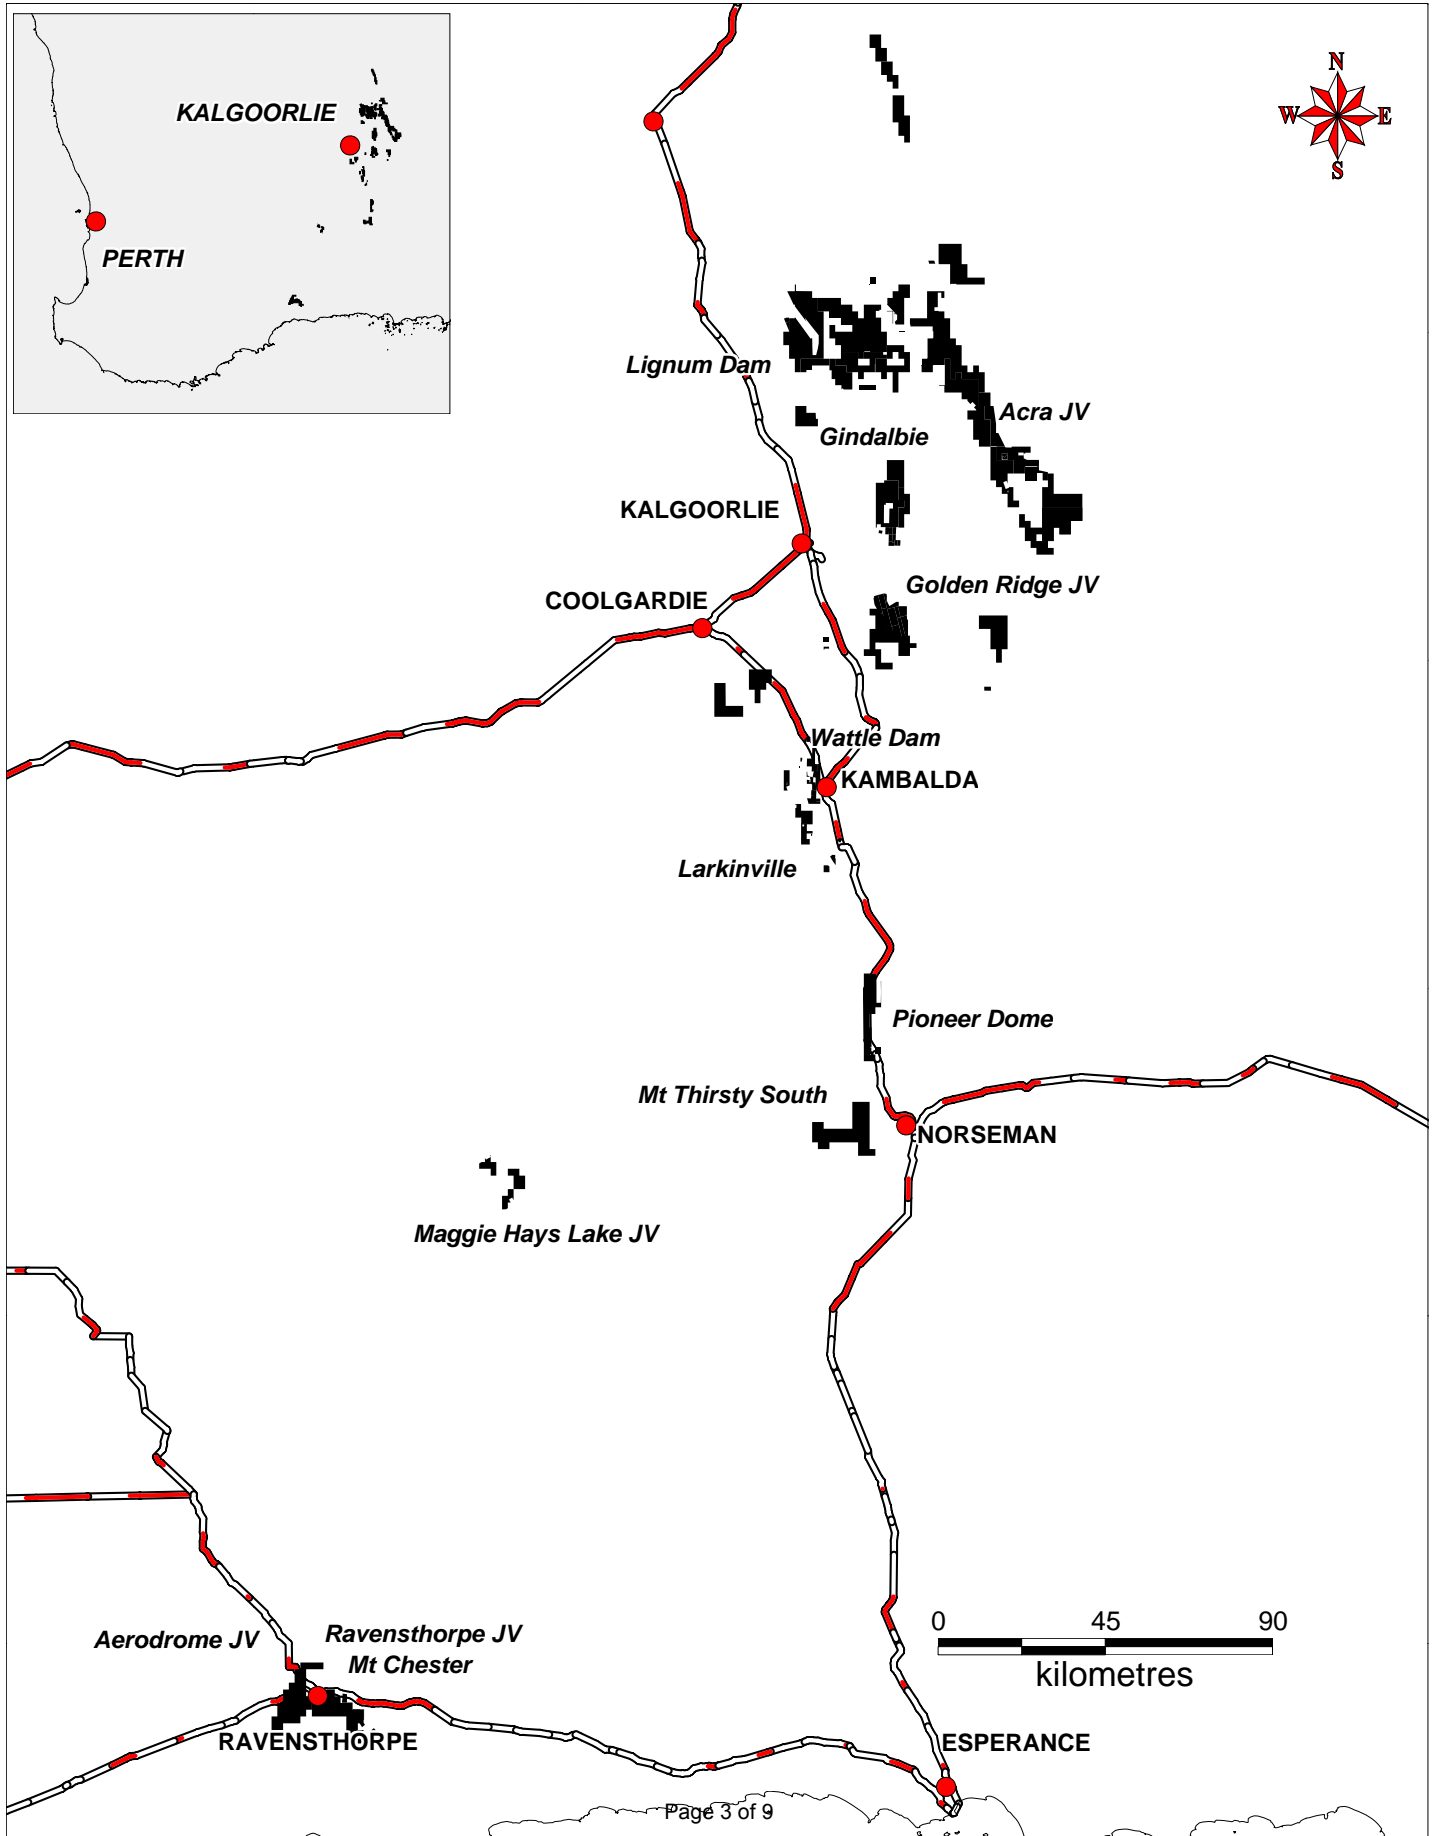 KALGOORLIE
PERTH
N
W
E
S
Lignum Dam
Acra JV
Gindalbie
KALGOORLIE
Golden Ridge JV
COOLGARDIE
Wattle Dam
KAMBALDA
Larkinville
Pioneer Dome
Mt Thirsty South
NORSEMAN
Maggie Hays Lake JV
0 45 90
kilometres
Aerodrome JV
Ravensthorpe JV
Mt Chester
RAVENSTHORPE
ESPERANCE
Page 3 of 9